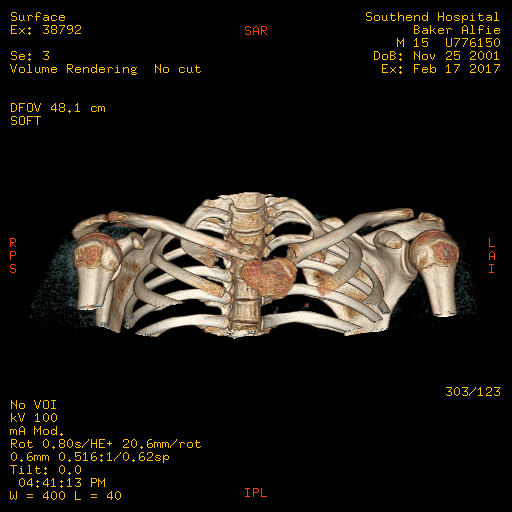 Surface
Ex: 38792
Se: 3
Volume Rendering No cut
DFOV 48.1 cm
SOFT
SAR
Southend Hospital
Baker Alfie
M 15 U776150
DoB: Nov 25 2001
Ex: Feb 17 2017
R
P
S
L
A
I
303/123
No VOI
kV 100
mA Mod.
Rot 0.80s/HE+ 20.6mm/rot
0.6mm 0.516:1/0.62sp
Tilt: 0.0
04:41:13 PM
W = 400 L = 40
IPL